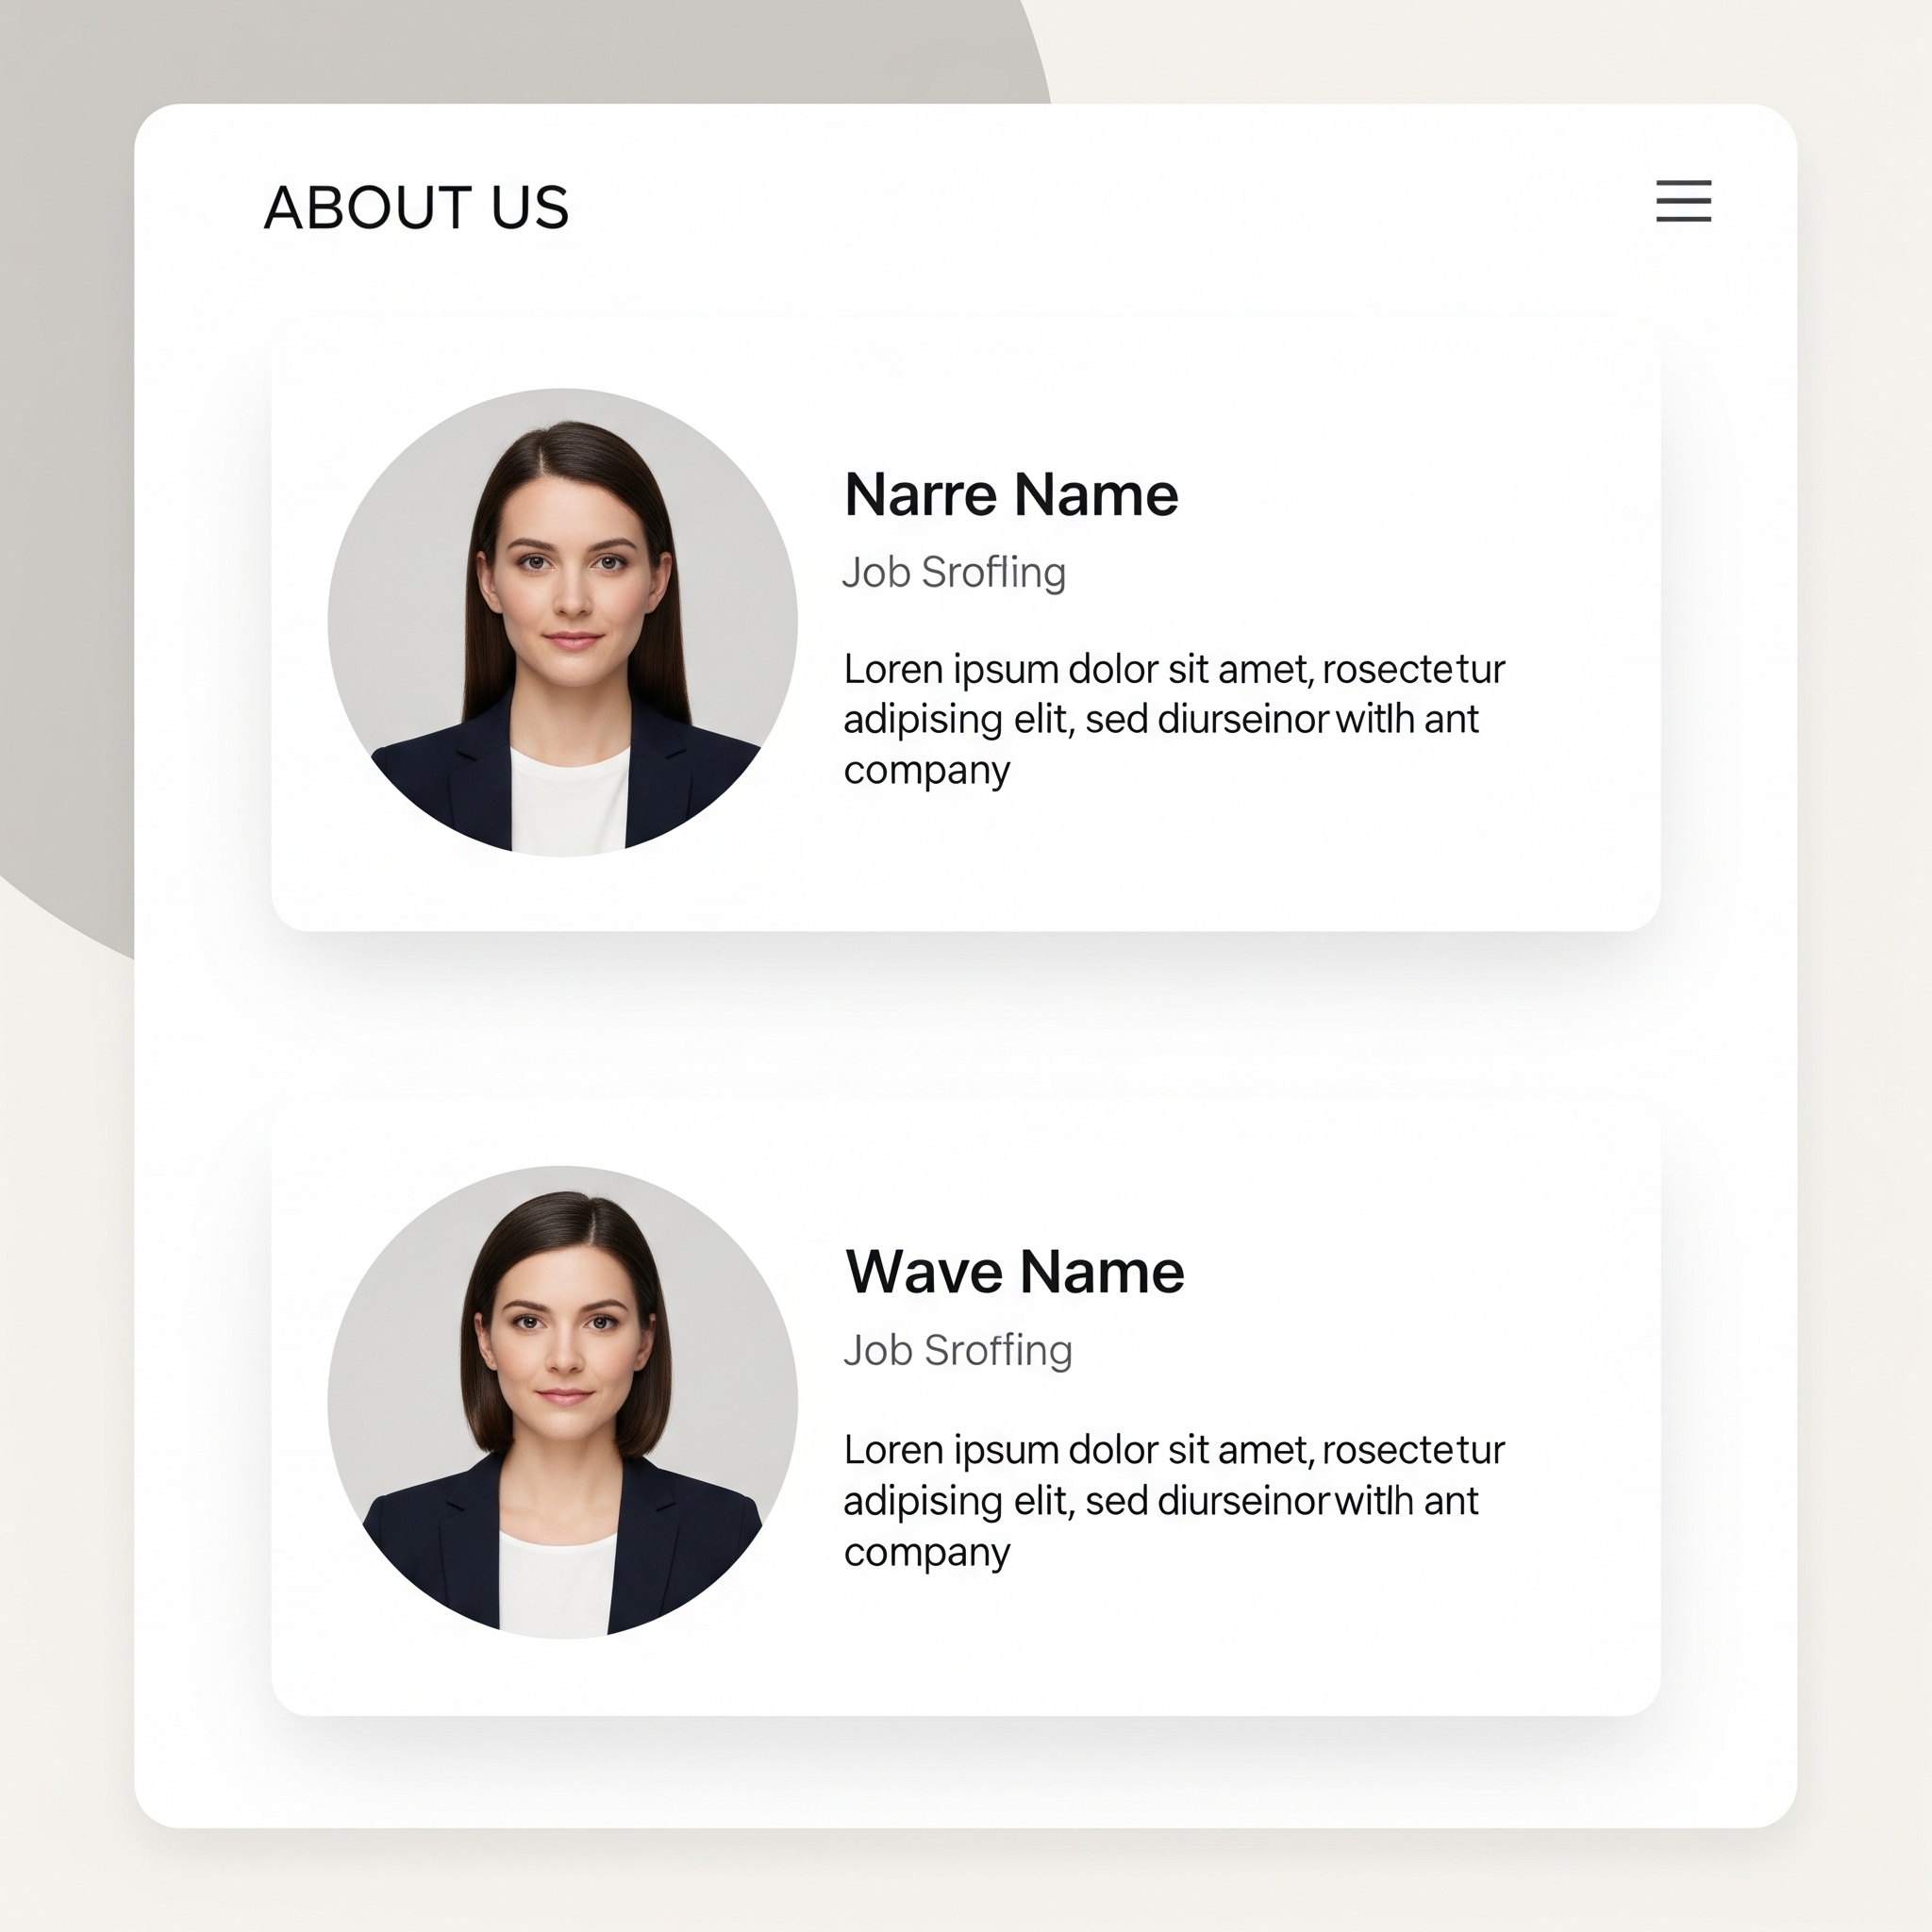 ABOUT US
Narre Name
Job Srofling
Loren ipsum dolor sit amet, rosectetur
adipising elit, sed diurseinor witlh ant
company
Wave Name
Job Sroffing
Loren ipsum dolor sit amet, rosectetur
adipising elit, sed diurseinor witlh ant
company